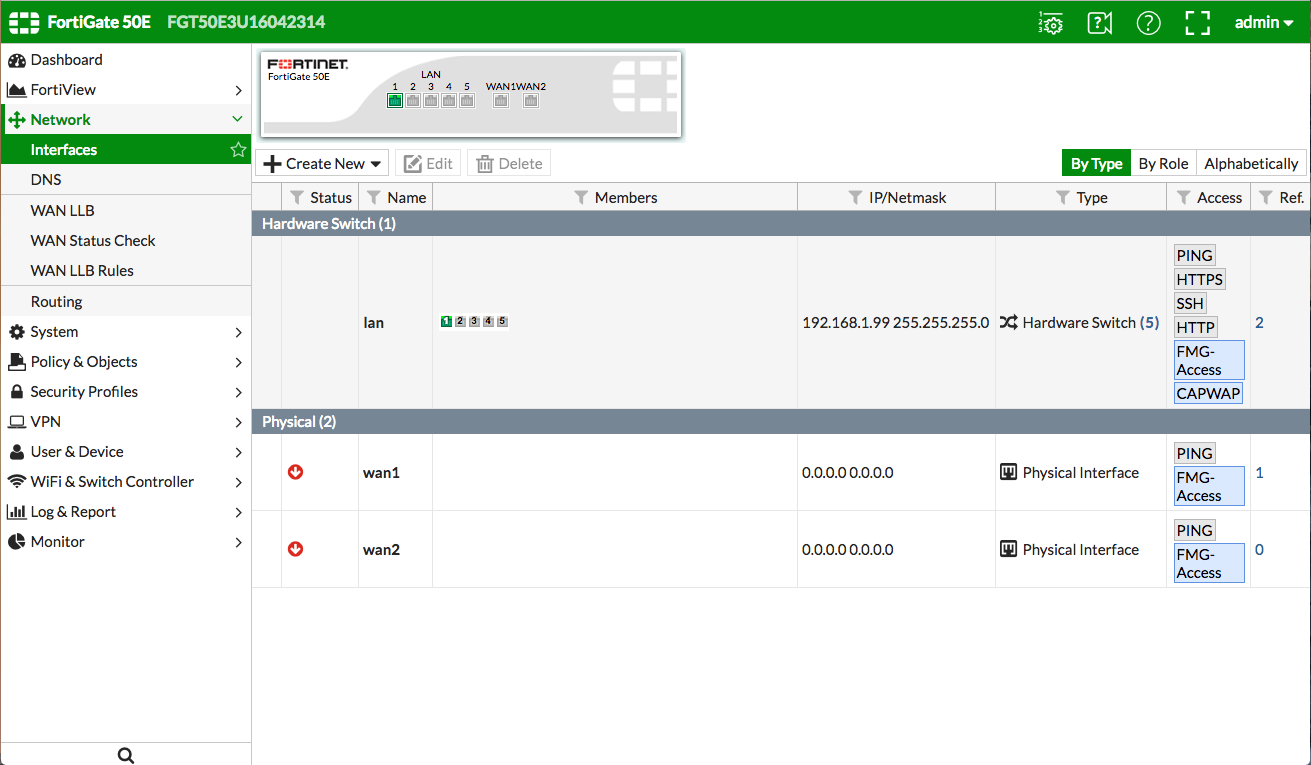 FortiGate 50E FGT50E3U16042314
admin
Dashboard
FortiView
Network
Interfaces
DNS
WAN LLB
WAN Status Check
WAN LLB Rules
Routing
System
Policy & Objects
Security Profiles
VPN
User & Device
WiFi & Switch Controller
Log & Report
Monitor
FORTINET
FortiGate 50E
LAN
1 2 3 4 5 WAN1 WAN2
Create New Edit Delete By Type By Role Alphabetically
Status Name Members IP/Netmask Type Access Ref.
Hardware Switch (1)
lan 1 2 3 4 5 192.168.1.99 255.255.255.0 Hardware Switch (5) 2
PING
HTTPS
SSH
HTTP
FMG-
Access
CAPWAP
Physical (2)
wan1 0.0.0.0 0.0.0.0 Physical Interface 1
PING
FMG-
Access
wan2 0.0.0.0 0.0.0.0 Physical Interface 0
PING
FMG-
Access